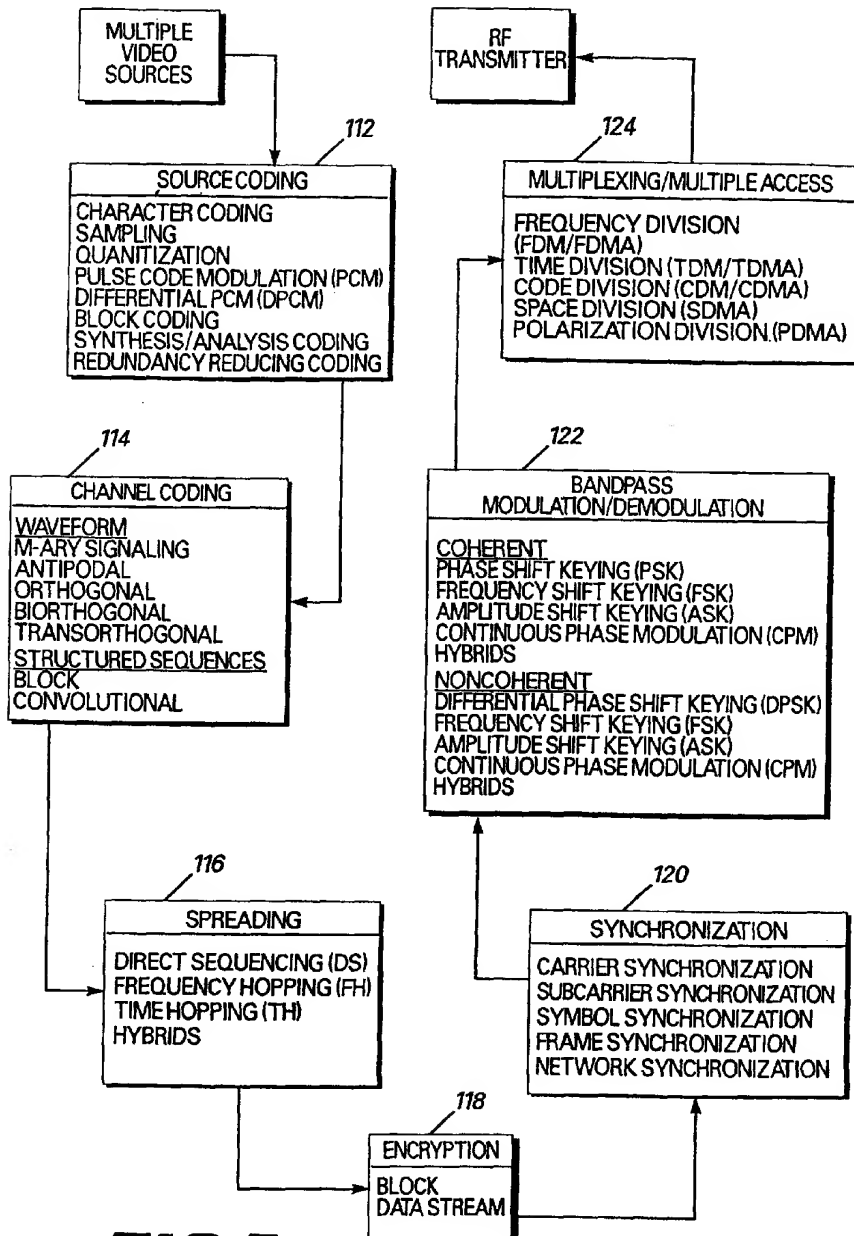 MULTIPLE
VIDEO
SOURCES
RF
TRANSMITTER
112
SOURCE CODING
CHARACTER CODING
SAMPLING
QUANITIZATION
PULSE CODE MODULATION (PCM)
DIFFERENTIAL PCM (DPCM)
BLOCK CODING
SYNTHESIS/ANALYSIS CODING
REDUNDANCY REDUCING CODING
124
MULTIPLEXING/MULTIPLE ACCESS
FREQUENCY DIVISION
(FDM/FDMA)
TIME DIVISION (TDM/TDMA)
CODE DIVISION (CDM/CDMA)
SPACE DIVISION (SDMA)
POLARIZATION DIVISION.(PDMA)
114
CHANNEL CODING
WAVEFORM
M-ARY SIGNALING
ANTIPODAL
ORTHOGONAL
BIORTHOGONAL
TRANSORTHOGONAL
STRUCTURED SEQUENCES
BLOCK
CONVOLUTIONAL
122
BANDPASS
MODULATION/DEMODULATION
COHERENT
PHASE SHIFT KEYING (PSK)
FREQUENCY SHIFT KEYING (FSK)
AMPLITUDE SHIFT KEYING (ASK)
CONTINUOUS PHASE MODULATION (CPM)
HYBRIDS
NONCOHERENT
DIFFERENTIAL PHASE SHIFT KEYING (DPSK)
FREQUENCY SHIFT KEYING (FSK)
AMPLITUDE SHIFT KEYING (ASK)
CONTINUOUS PHASE MODULATION (CPM)
HYBRIDS
116
SPREADING
DIRECT SEQUENCING (DS)
FREQUENCY HOPPING (FH)
TIME HOPPING (TH)
HYBRIDS
120
SYNCHRONIZATION
CARRIER SYNCHRONIZATION
SUBCARRIER SYNCHRONIZATION
SYMBOL SYNCHRONIZATION
FRAME SYNCHRONIZATION
NETWORK SYNCHRONIZATION
118
ENCRYPTION
BLOCK
DATA STREAM